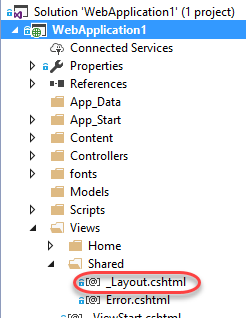 Solution 'WebApplication1' (1 project)
WebApplication1
Connected Services
Properties
References
App_Data
App_Start
Content
Controllers
fonts
Models
Scripts
Views
Home
Shared
[@] _Layout.cshtml
[@] Error.cshtml
[@] _ViewStart.cshtml